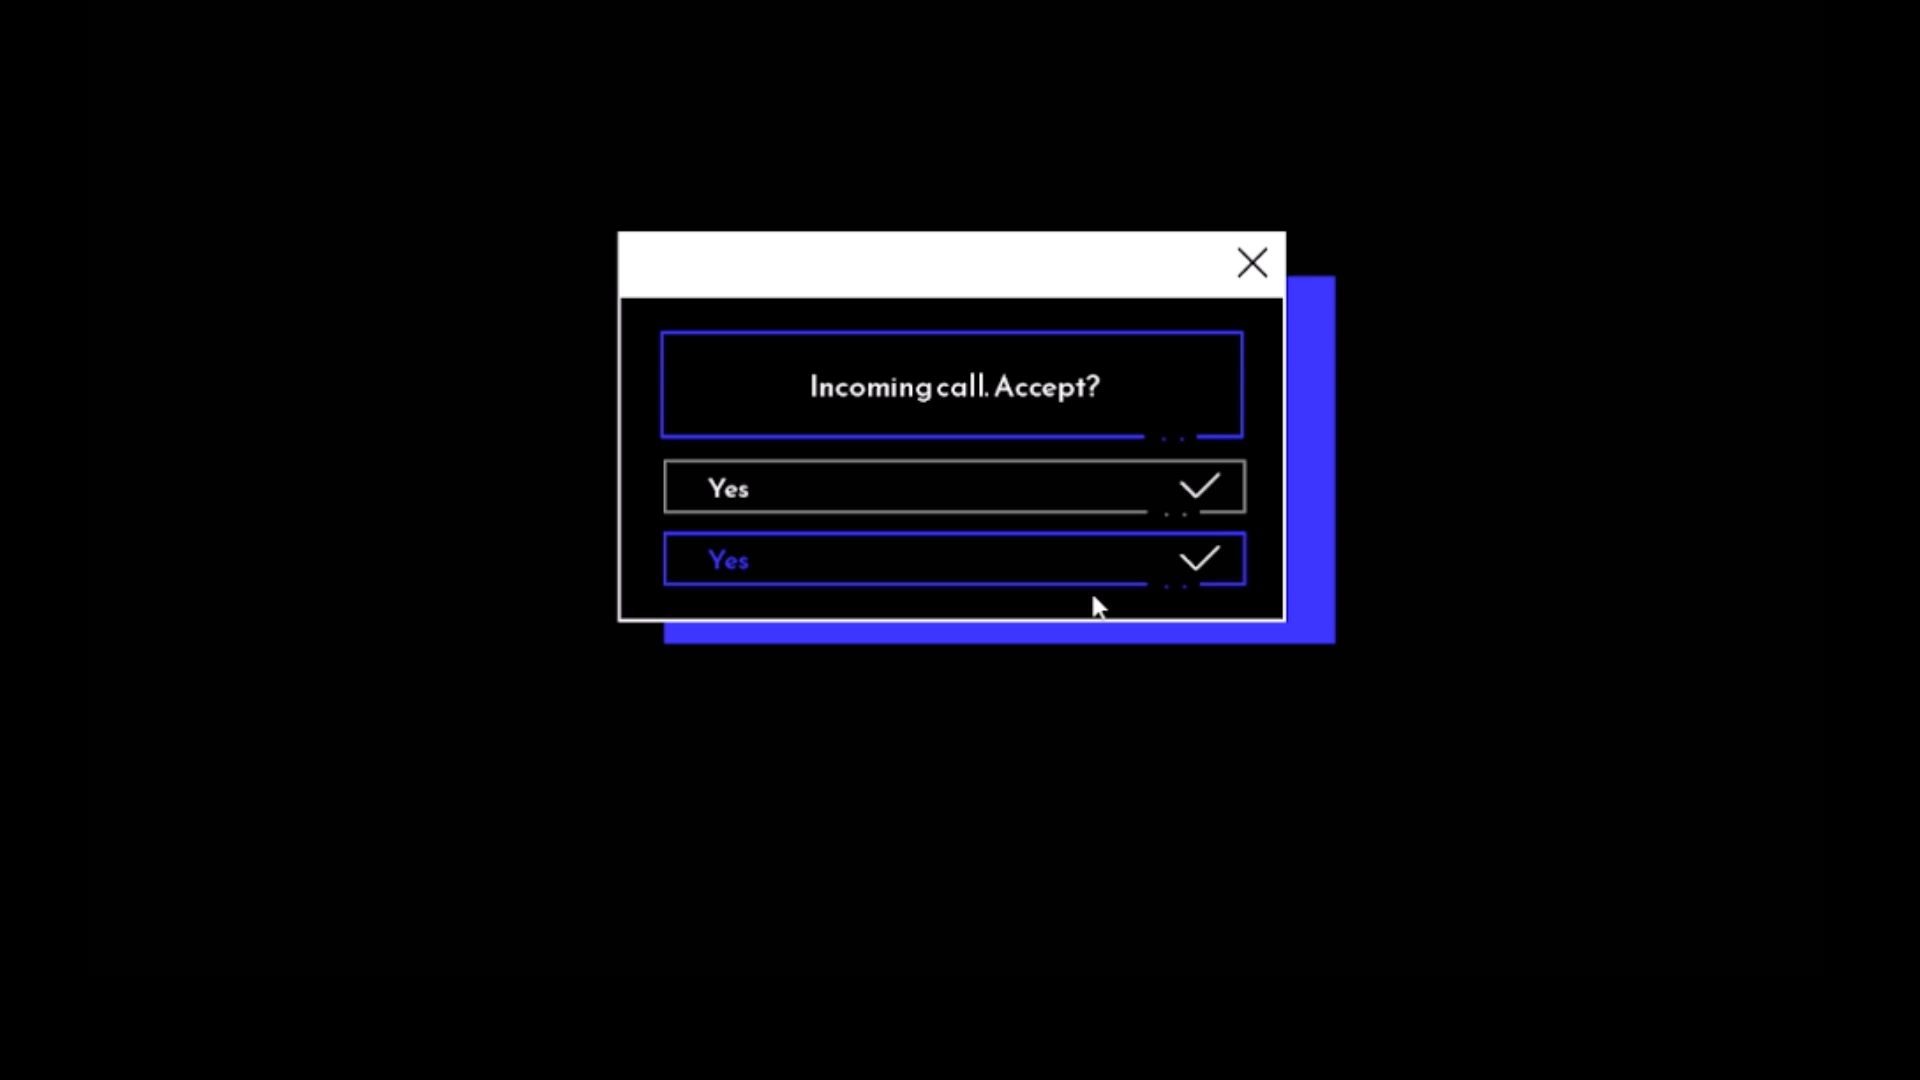 Incoming call. Accept?
Yes
Yes